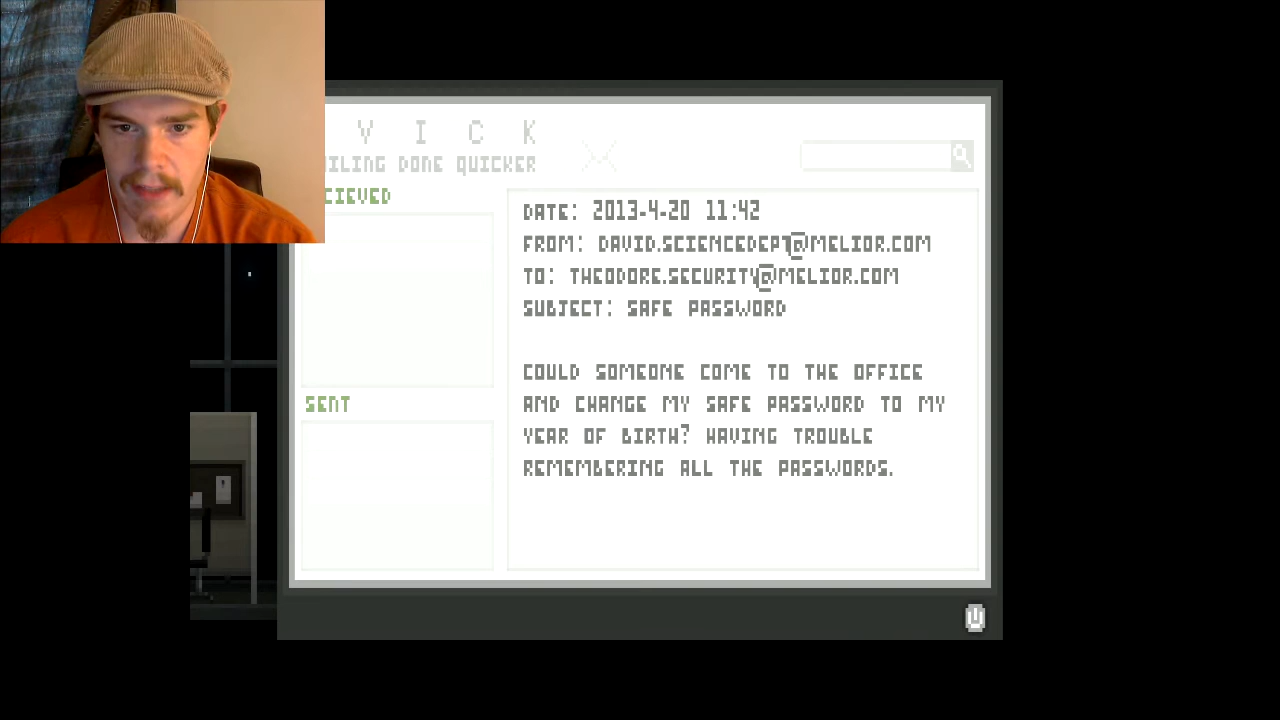 V I C K
ILING DONE QUICKER
CIEVED
DATE: 2013-4-20 11:42
FROM: DAVID.SCIENCEDEPT@MELIOR.COM
TO: THEODORE.SECURITY@MELIOR.COM
SUBJECT: SAFE PASSWORD
COULD SOMEONE COME TO THE OFFICE
AND CHANGE MY SAFE PASSWORD TO MY
YEAR OF BIRTH? HAVING TROUBLE
REMEMBERING ALL THE PASSWORDS.
SENT